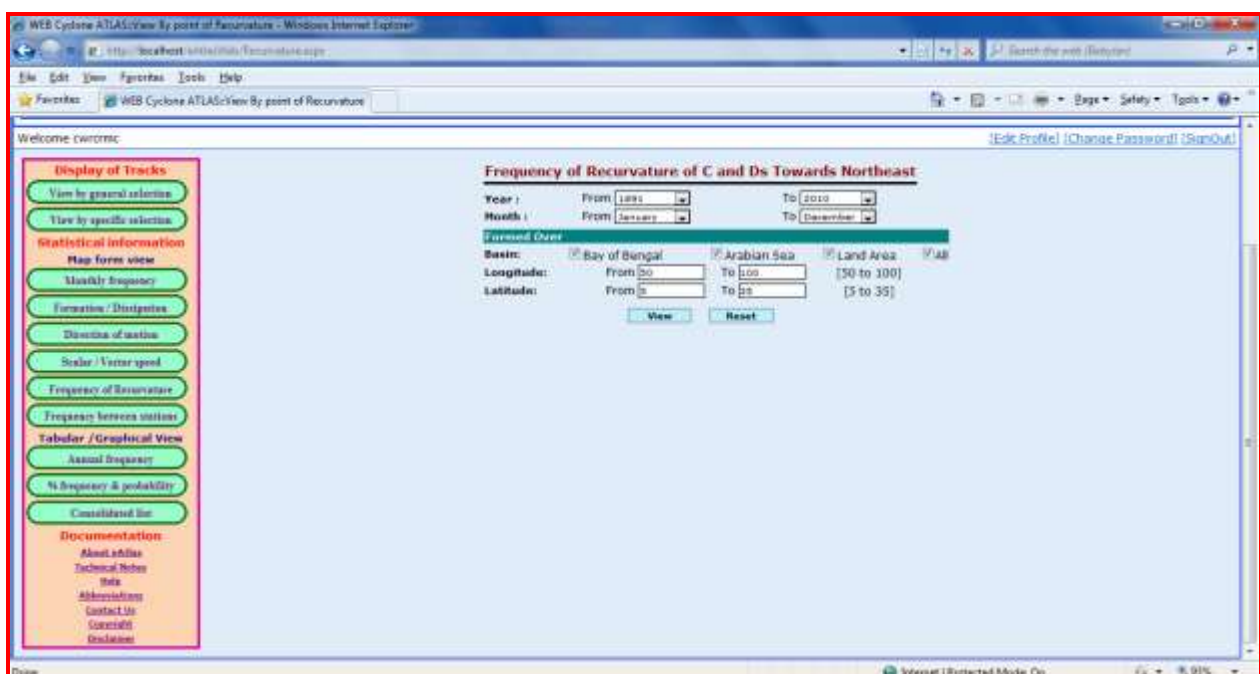 WEB Cyclone ATLAS::View By point of Recurvature - Windows Internet Explorer
File Edit View Favorites Tools Help
Favorites WEB Cyclone ATLAS::View By point of Recurvature Page Safety Tools
Welcome cwrcrmc [Edit Profile] [Change Password] [SignOut]
Display of Tracks
View by general selection
View by specific selection
Statistical information
Map form view
Monthly frequency
Formation / Dissipation
Direction of motion
Scalar / Vector speed
Frequency of Recurvature
Frequency between stations
Tabular /Graphical View
Annual frequency
% frequency & probability
Consolidated list
Documentation
About eAtlas
Technical Notes
Help
Abbreviations
Contact Us
Copyright
Disclaimer
Frequency of Recurvature of C and Ds Towards Northeast
Year : From 1891 To 2010
Month : From January To December
Formed Over
Basin: Bay of Bengal Arabian Sea Land Area All
Longitude: From 50 To 100 [50 to 100]
Latitude: From 5 To 35 [5 to 35]
View Reset
Done Internet | Protected Mode: On